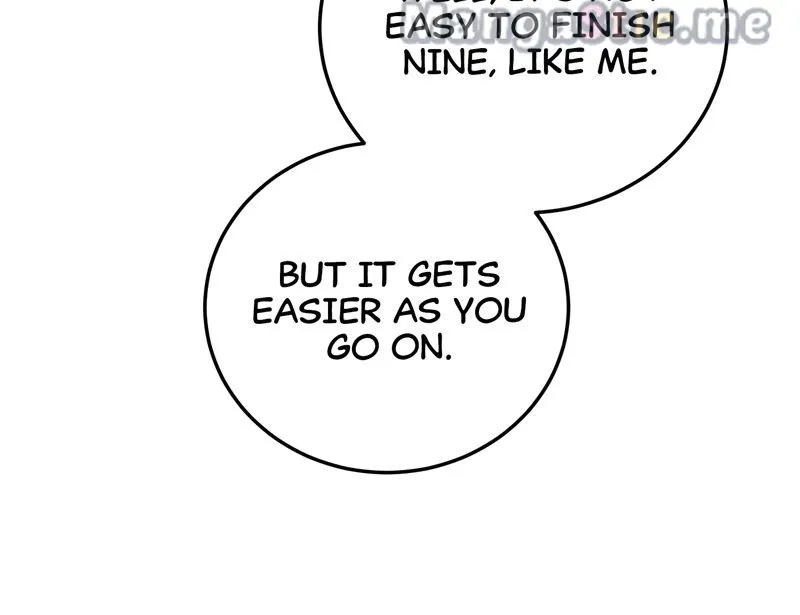 EASY TO FINISH
NINE, LIKE ME.
BUT IT GETS
EASIER AS YOU
GO ON.